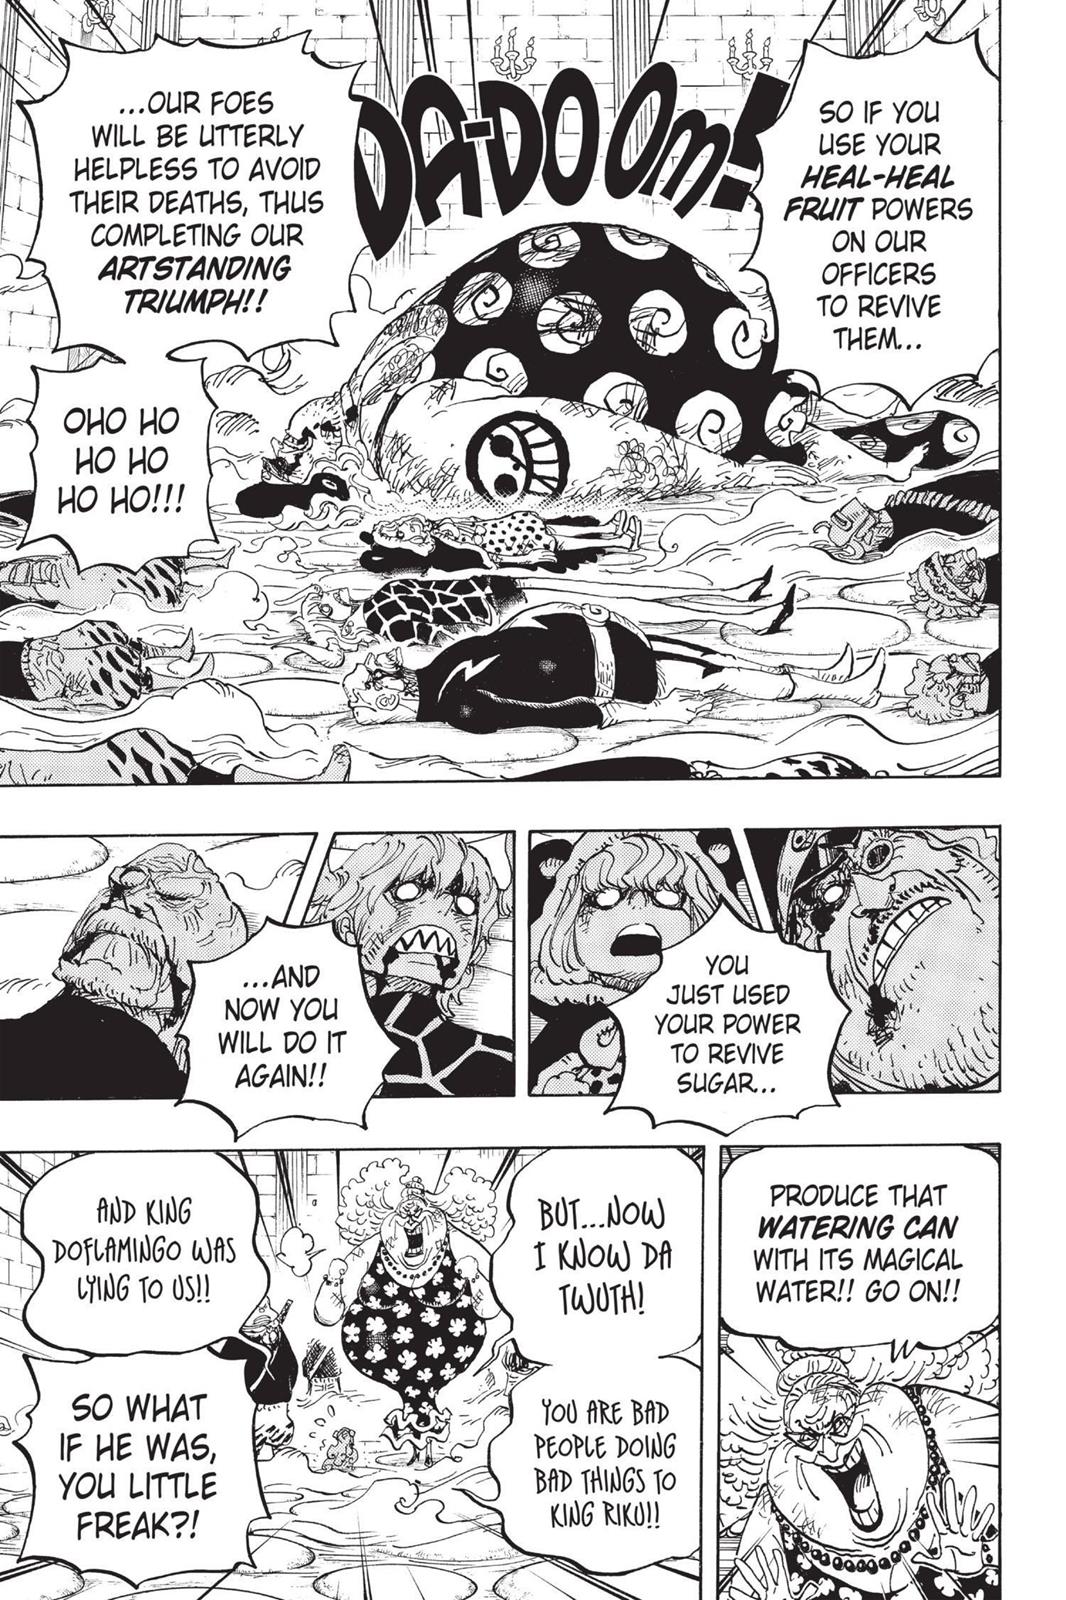 SO IF YOU
USE YOUR
HEAL-HEAL
FRUIT POWERS
ON OUR
OFFICERS
TO REVIVE
THEM...
DA-DOOOM!
...OUR FOES
WILL BE UTTERLY
HELPLESS TO AVOID
THEIR DEATHS, THUS
COMPLETING OUR
ARTSTANDING
TRIUMPH!!
OHO HO
HO HO
HO HO!!!
YOU
JUST USED
YOUR POWER
TO REVIVE
SUGAR...
...AND
NOW YOU
WILL DO IT
AGAIN!!
PRODUCE THAT
WATERING CAN
WITH ITS MAGICAL
WATER!! GO ON!!
BUT...NOW
I KNOW DA
TWUTH!
YOU ARE BAD
PEOPLE DOING
BAD THINGS TO
KING RIKU!!
AND KING
DOFLAMINGO WAS
LYING TO US!!
SO WHAT
IF HE WAS,
YOU LITTLE
FREAK?!